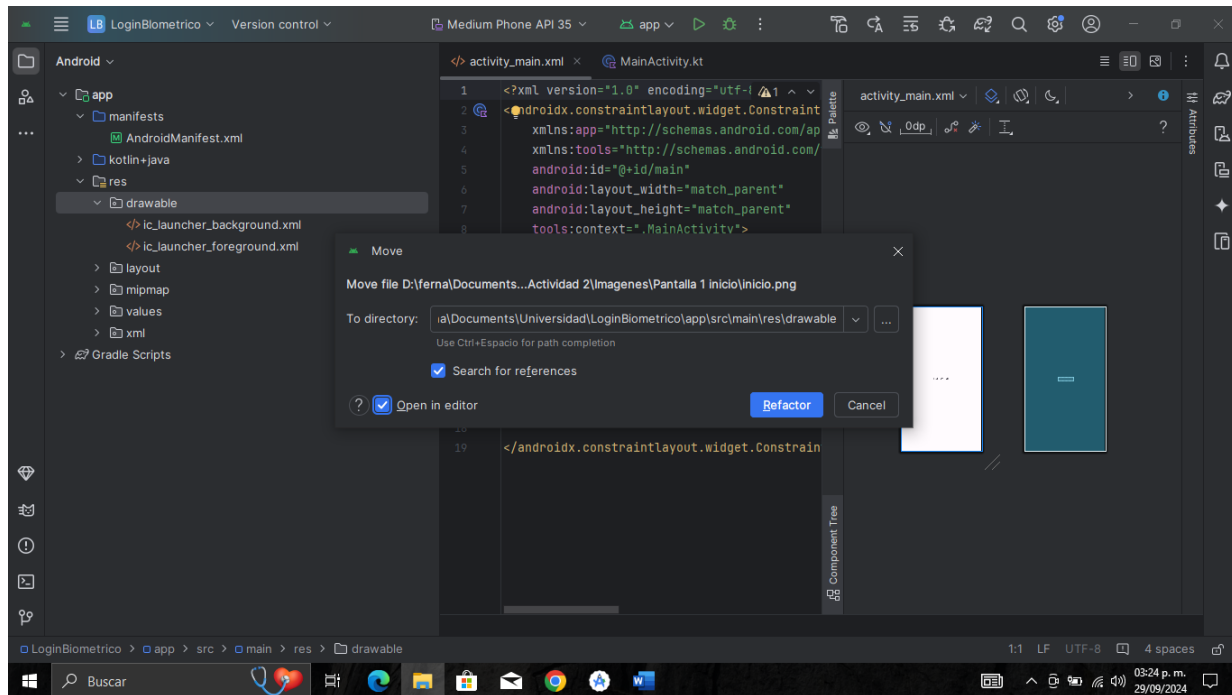 LB LoginBIometrico Version control Medium Phone API 35 app
Android
activity_main.xml
MainActivity.kt
app
manifests
AndroidManifest.xml
kotlin+java
res
drawable
ic_launcher_background.xml
ic_launcher_foreground.xml
layout
mipmap
values
xml
Gradle Scripts
1 <?xml version="1.0" encoding="utf-8 1
2 <androidx.constraintlayout.widget.Constraint
3 xmlns:app="http://schemas.android.com/ap
4 xmlns:tools="http://schemas.android.com/
5 android:id="@+id/main"
6 android:layout_width="match_parent"
7 android:layout_height="match_parent"
8 tools:context=".MainActivity">
18
19 </androidx.constraintlayout.widget.Constrain
Palette
Component Tree
activity_main.xml
0dp
?
Attributes
Move
Move file D:\ferna\Documents...Actividad 2\Imagenes\Pantalla 1 inicio\inicio.png
To directory: ıa\Documents\Universidad\LoginBiometrico\app\src\main\res\drawable ...
Use Ctrl+Espacio for path completion
Search for references
? Open in editor Refactor Cancel
LoginBiometrico > app > src > main > res > drawable
1:1 LF UTF-8 4 spaces
Buscar
03:24 p. m.
29/09/2024